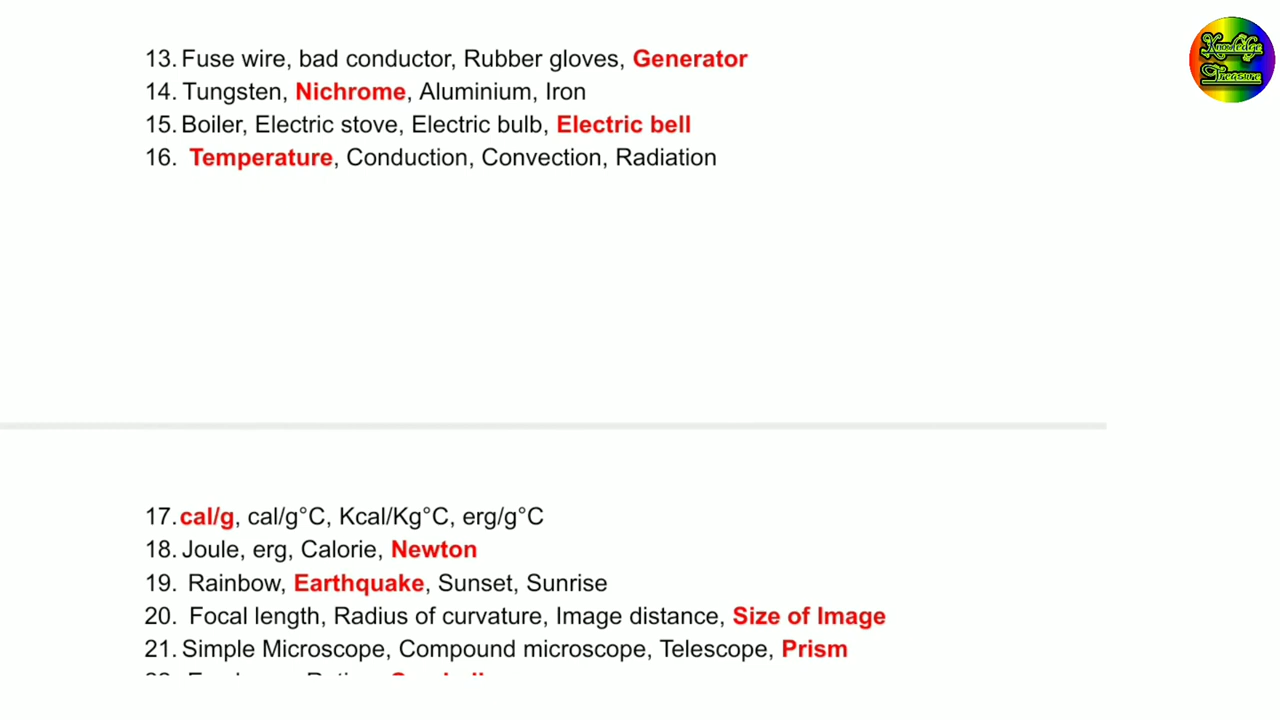 Knowledge
Treasure
13. Fuse wire, bad conductor, Rubber gloves, Generator
14. Tungsten, Nichrome, Aluminium, Iron
15. Boiler, Electric stove, Electric bulb, Electric bell
16. Temperature, Conduction, Convection, Radiation
17. cal/g, cal/g°C, Kcal/Kg°C, erg/g°C
18. Joule, erg, Calorie, Newton
19. Rainbow, Earthquake, Sunset, Sunrise
20. Focal length, Radius of curvature, Image distance, Size of Image
21. Simple Microscope, Compound microscope, Telescope, Prism